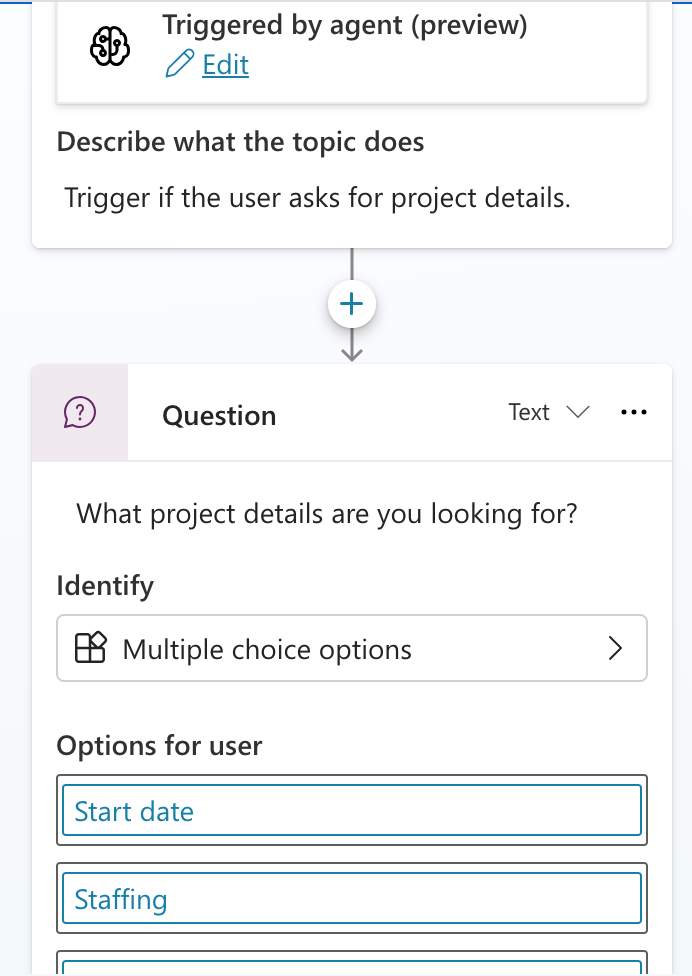 Triggered by agent (preview)
Edit
Describe what the topic does
Trigger if the user asks for project details.
Question
Text
What project details are you looking for?
Identify
Multiple choice options
Options for user
Start date
Staffing